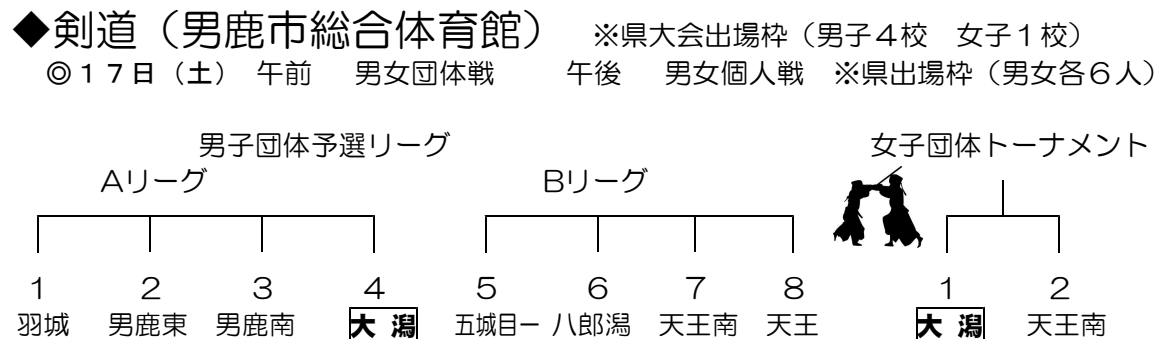 ◆剣道（男鹿市総合体育館） ※県大会出場枠（男子４校 女子１校）
◎１７日（土） 午前 男女団体戦 午後 男女個人戦 ※県出場枠（男女各６人）
男子団体予選リーグ 女子団体トーナメント
Aリーグ Bリーグ
１ ２ ３ ４ ５ ６ ７ ８ １ ２
羽城 男鹿東 男鹿南 大 潟 五城目一 八郎潟 天王南 天王 大 潟 天王南